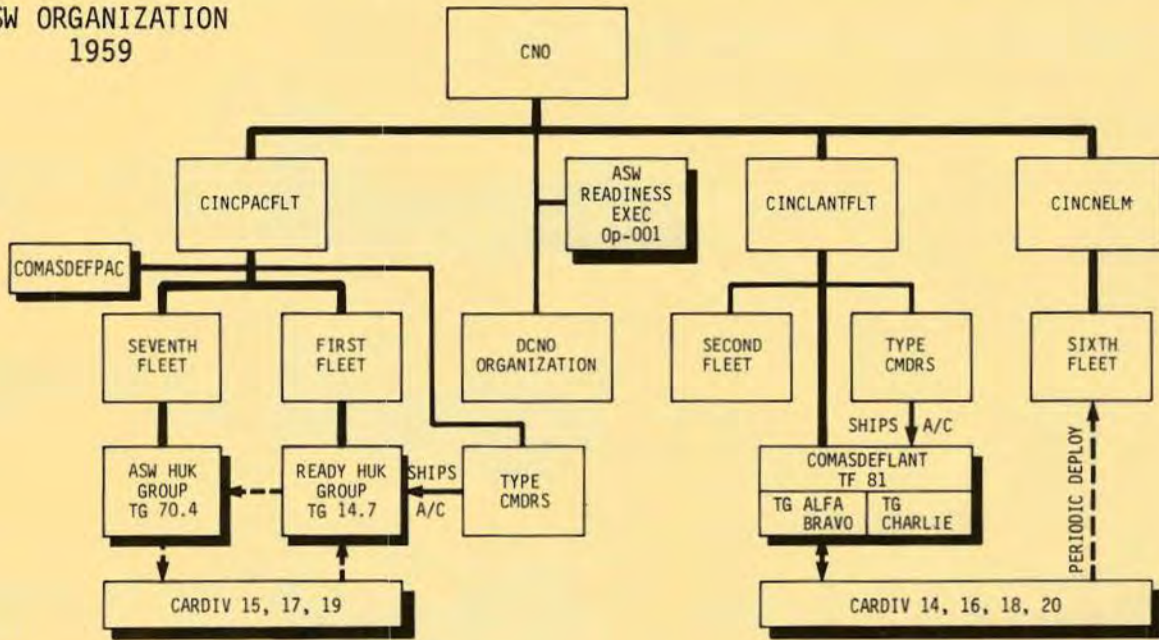 SW ORGANIZATION
1959
CNO
CINCPACFLT
ASW
READINESS
EXEC
Op-001
CINCLANTFLT
CINCNELM
COMASDEFPAC
SEVENTH
FLEET
FIRST
FLEET
DCNO
ORGANIZATION
SECOND
FLEET
TYPE
CMDRS
SIXTH
FLEET
SHIPS A/C
ASW HUK
GROUP
TG 70.4
READY HUK
GROUP
TG 14.7
SHIPS
A/C
TYPE
CMDRS
COMASDEFLANT
TF 81
TG ALFA
BRAVO
TG
CHARLIE
PERIODIC DEPLOY
CARDIV 15, 17, 19
CARDIV 14, 16, 18, 20